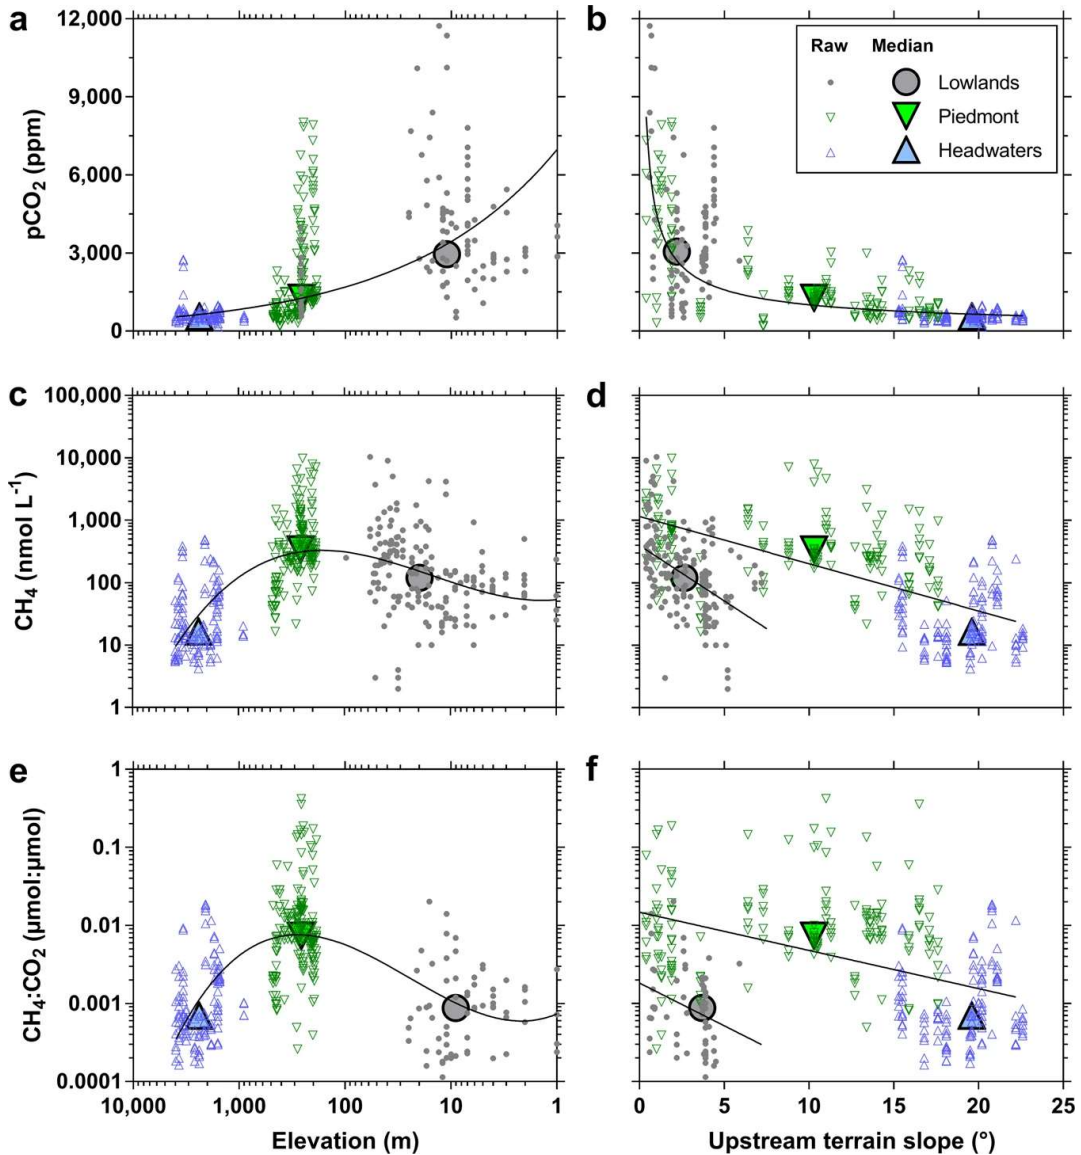 a
pCO2 (ppm)
12,000
9,000
6,000
3,000
0
b
Raw Median
Lowlands
Piedmont
Headwaters
c
CH4 (nmol L-1)
100,000
10,000
1,000
100
10
1
d
e
CH4:CO2 (µmol:µmol)
1
0.1
0.01
0.001
0.0001
10,000 1,000 100 10 1
Elevation (m)
f
0 5 10 15 20 25
Upstream terrain slope (°)